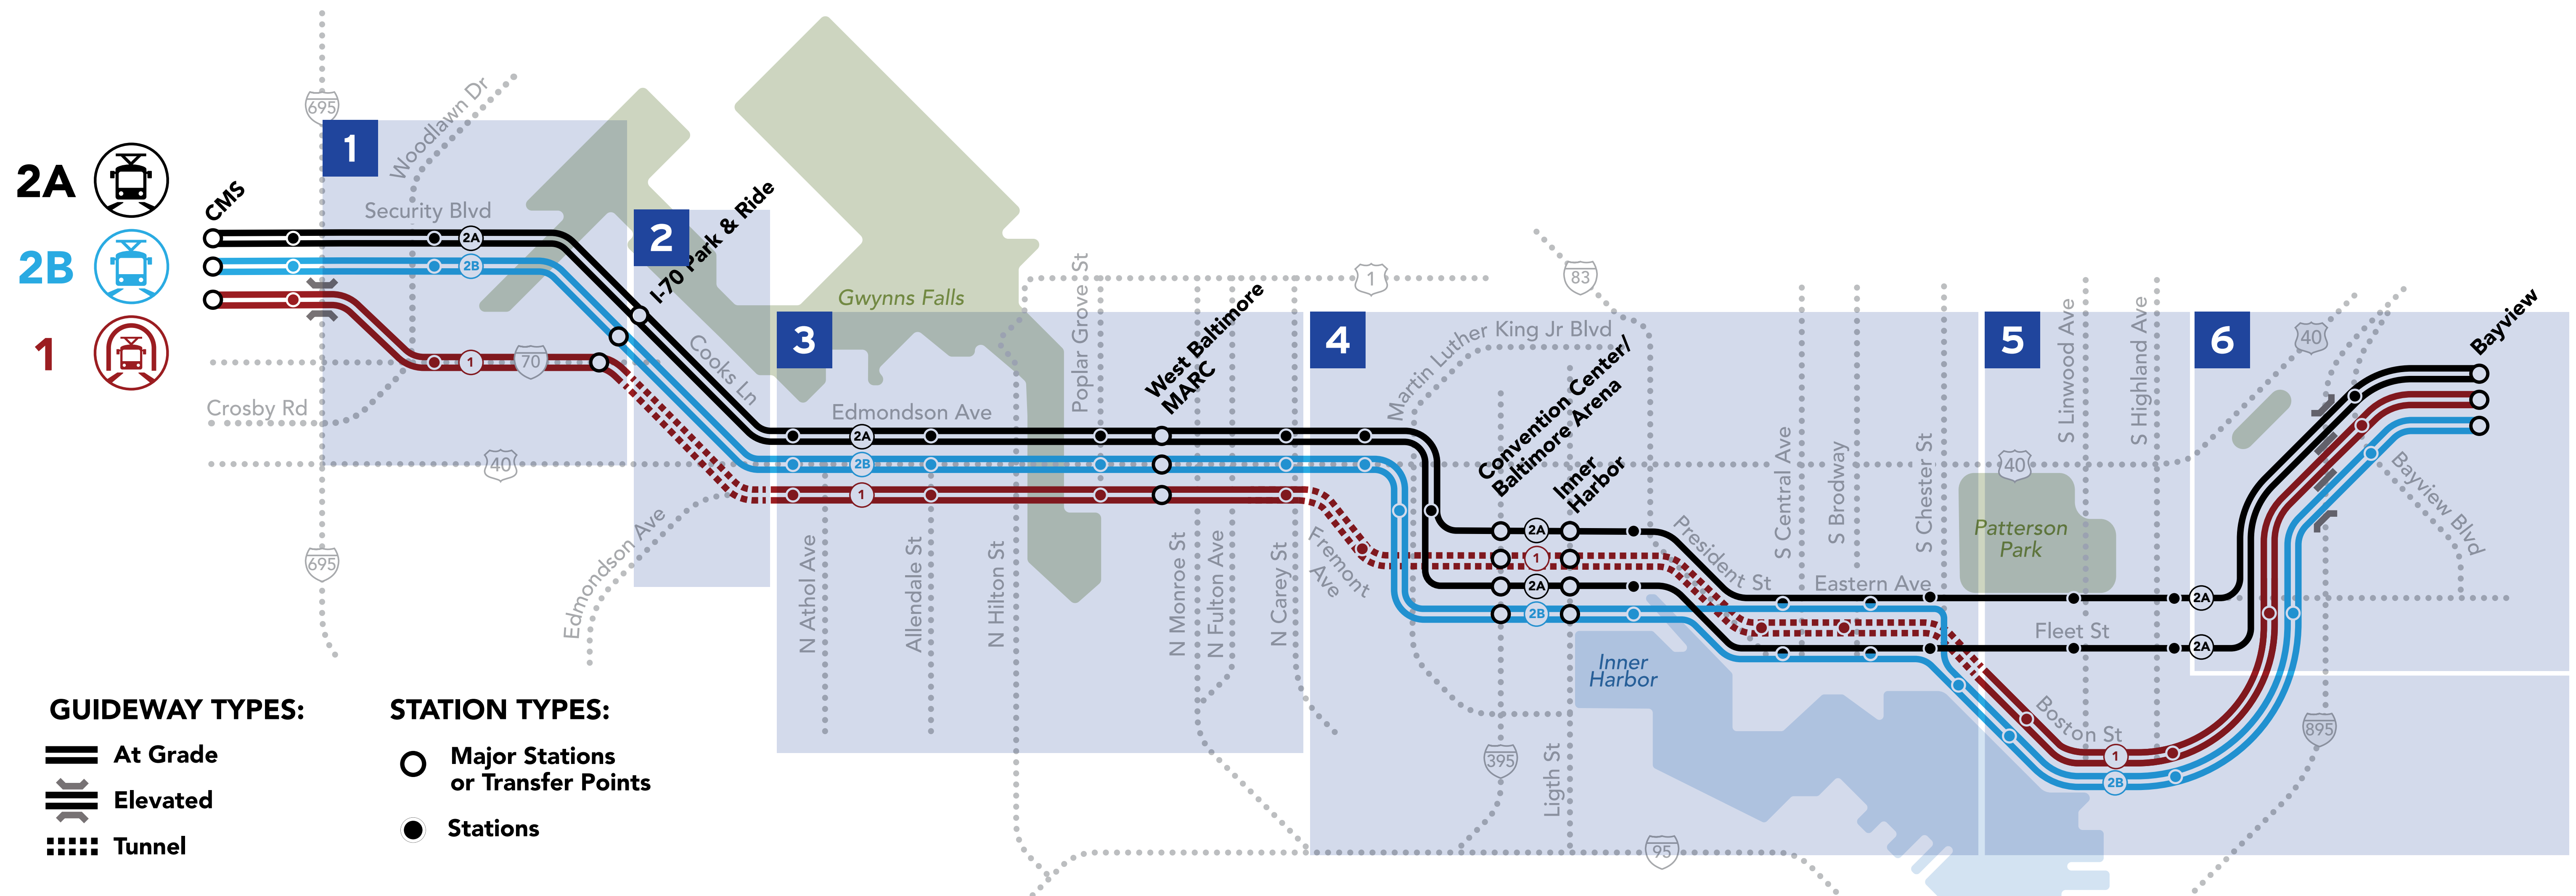 2A
2B
1
CMS
695
1
Woodlawn Dr
Security Blvd
2A
2B
1
70
Crosby Rd
40
695
2
I-70 Park & Ride
Cooks Ln
Edmondson Ave
Gwynns Falls
3
Edmondson Ave
2A
2B
1
Poplar Grove St
West Baltimore
MARC
N Athol Ave
Allendale St
N Hilton St
N Monroe St
N Fulton Ave
N Carey St
1
83
4
Martin Luther King Jr Blvd
Convention Center/
Baltimore Arena
Inner
Harbor
Fremont
Ave
2A
1
2A
2B
President St
S Central Ave
S Brodway
S Chester St
Eastern Ave
Inner
Harbor
395
Ligth St
95
5
S Linwood Ave
S Highland Ave
40
Patterson
Park
Fleet St
Boston St
1
2B
6
40
Bayview
2A
2A
Bayview Blvd
895
GUIDEWAY TYPES:
At Grade
Elevated
Tunnel
STATION TYPES:
Major Stations
or Transfer Points
Stations